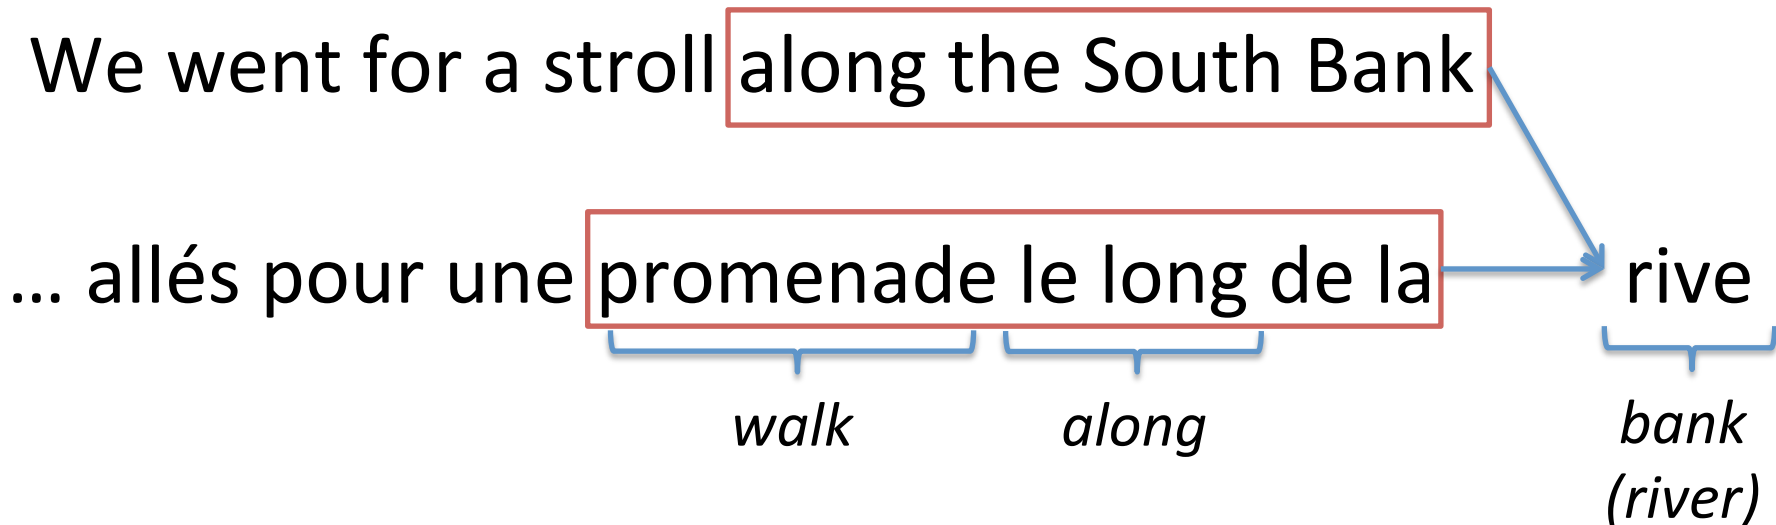 We went for a stroll along the South Bank
... allés pour une promenade le long de la rive
walk along bank
(river)